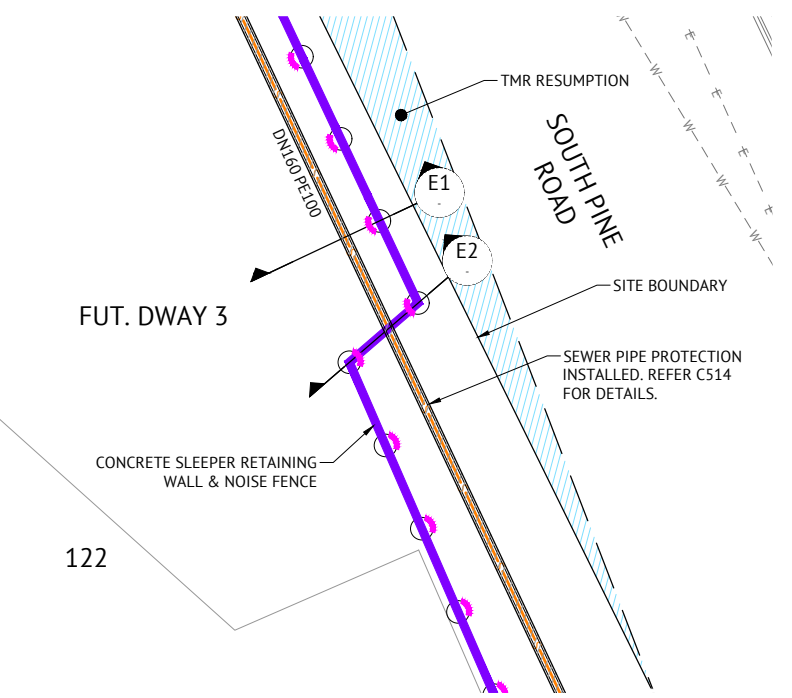 TMR RESUMPTION
SOUTH PINE
ROAD
DN160 PE100
E1
-
E2
-
SITE BOUNDARY
FUT. DWAY 3
SEWER PIPE PROTECTION
INSTALLED. REFER C514
FOR DETAILS.
CONCRETE SLEEPER RETAINING
WALL & NOISE FENCE
122
W
W
W
W
E
E
E
E